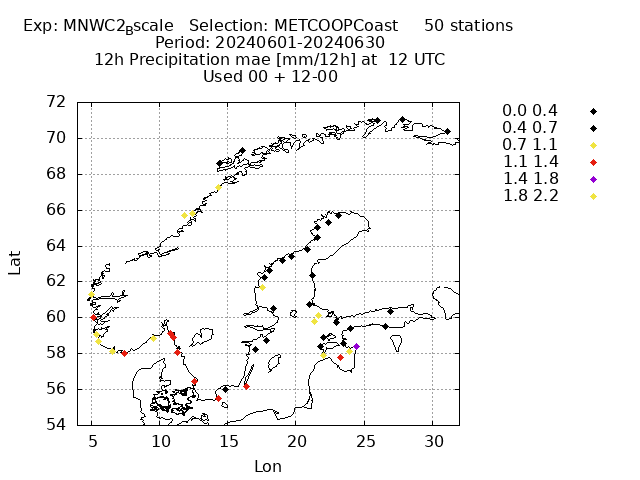 Exp: MNWC2Bscale Selection: METCOOPCoast 50 stations
Period: 20240601-20240630
12h Precipitation mae [mm/12h] at 12 UTC
Used 00 + 12-00
0.0 0.4
0.4 0.7
0.7 1.1
1.1 1.4
1.4 1.8
1.8 2.2
72
70
68
66
64
62
60
58
56
54
Lat
5 10 15 20 25 30
Lon